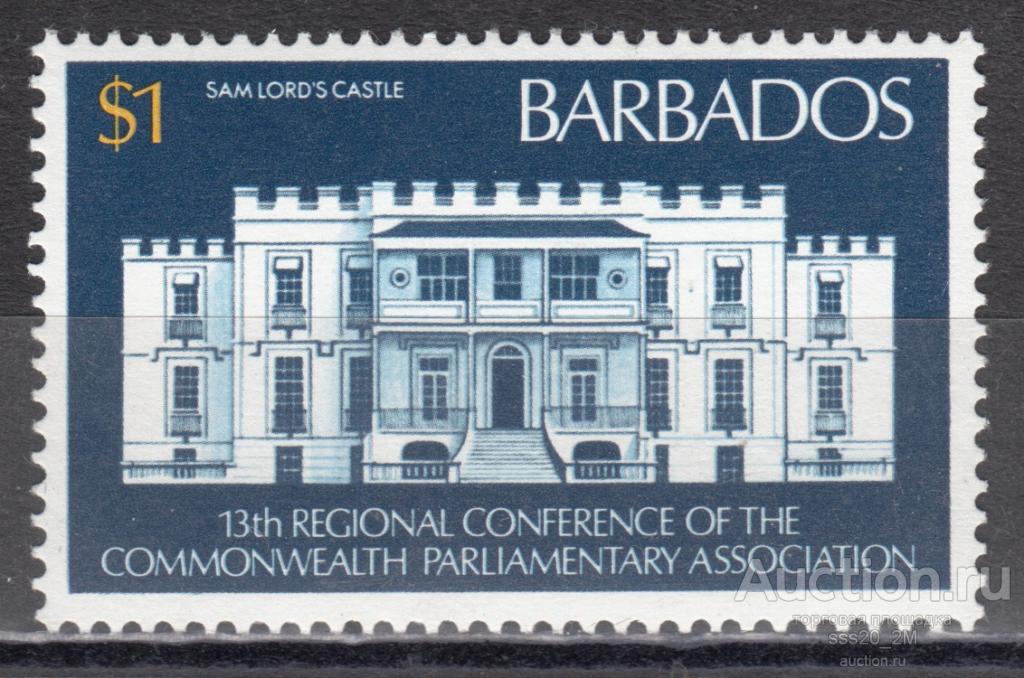 $1
SAM LORD'S CASTLE
BARBADOS
13th REGIONAL CONFERENCE OF THE
COMMONWEALTH PARLIAMENTARY ASSOCIATION
Auction.ru
торговая площадка
sss20_2M
auction.ru